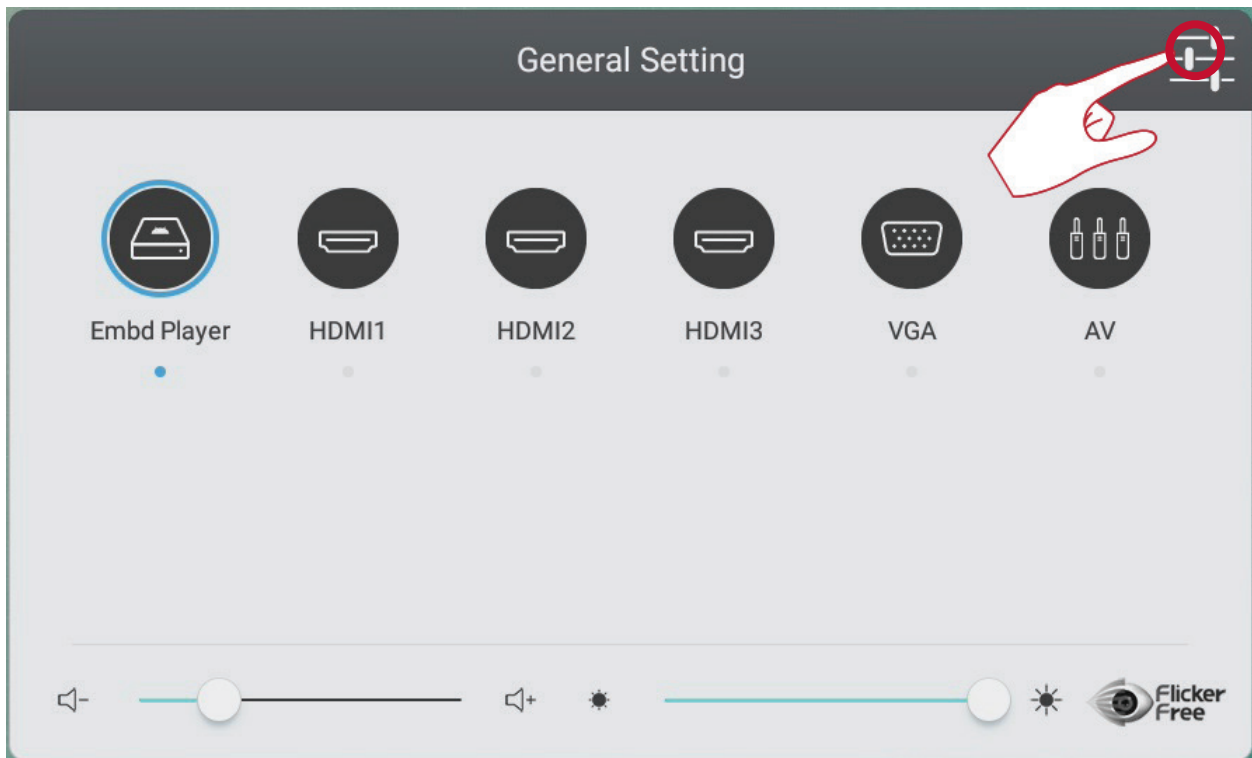 General Setting
Embd Player
HDMI1
HDMI2
HDMI3
VGA
AV
Flicker
Free